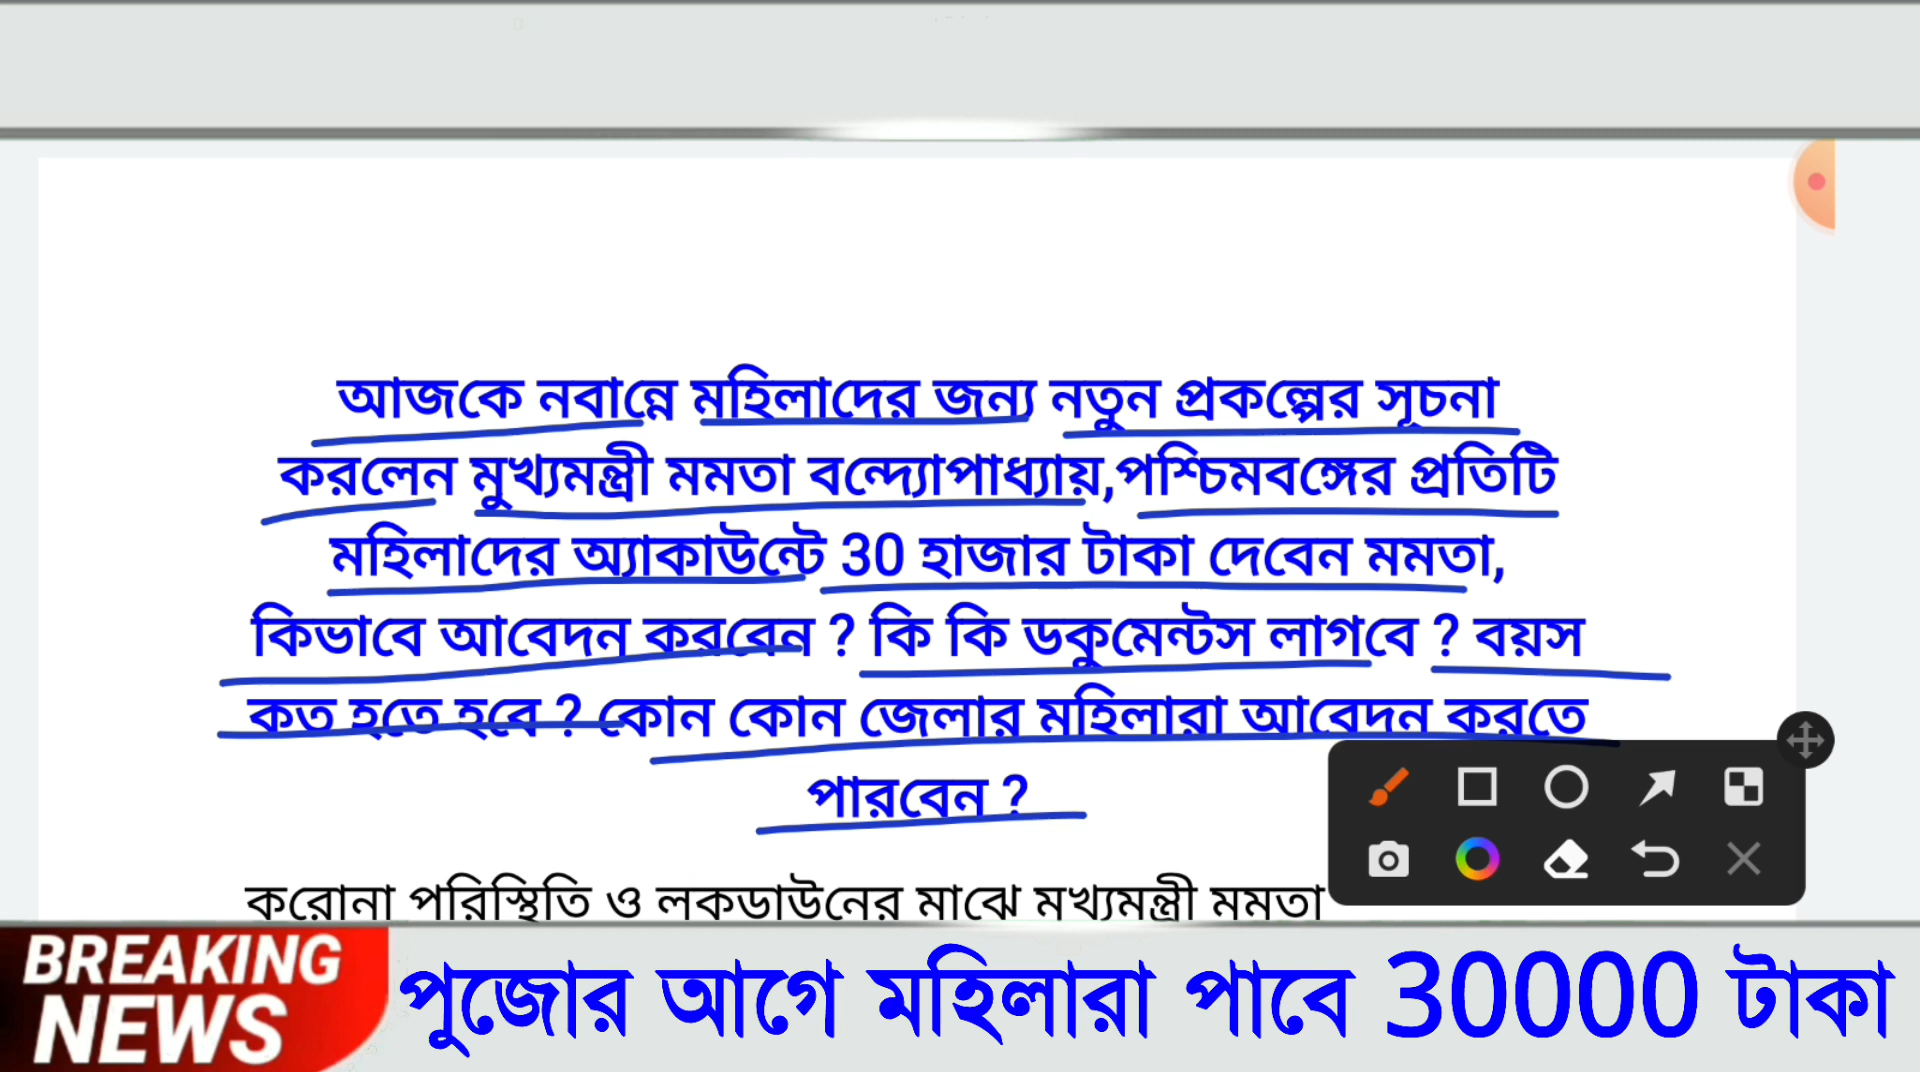 আজকে নবান্নে মহিলাদের জন্য নতুন প্রকল্পের সূচনা
করলেন মুখ্যমন্ত্রী মমতা বন্দ্যোপাধ্যায়,পশ্চিমবঙ্গের প্রতিটি
মহিলাদের অ্যাকাউন্টে 30 হাজার টাকা দেবেন মমতা,
কিভাবে আবেদন করবেন ? কি কি ডকুমেন্টস লাগবে ? বয়স
কত হতে হবে ? কোন কোন জেলার মহিলারা আবেদন করতে
পারবেন ?
করোনা পরিস্থিতি ও লকডাউনের মাঝে মুখ্যমন্ত্রী মমতা
BREAKING
NEWS
পুজোর আগে মহিলারা পাবে 30000 টাকা